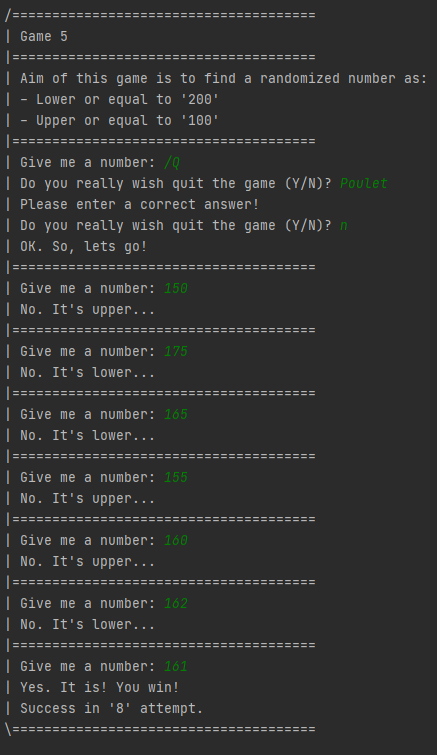 /=====================================
| Game 5
|=====================================
| Aim of this game is to find a randomized number as:
| - Lower or equal to '200'
| - Upper or equal to '100'
|=====================================
| Give me a number: /Q
| Do you really wish quit the game (Y/N)? Poulet
| Please enter a correct answer!
| Do you really wish quit the game (Y/N)? n
| OK. So, lets go!
|=====================================
| Give me a number: 150
| No. It's upper...
|=====================================
| Give me a number: 175
| No. It's lower...
|=====================================
| Give me a number: 165
| No. It's lower...
|=====================================
| Give me a number: 155
| No. It's upper...
|=====================================
| Give me a number: 160
| No. It's upper...
|=====================================
| Give me a number: 162
| No. It's lower...
|=====================================
| Give me a number: 161
| Yes. It is! You win!
| Success in '8' attempt.
\=====================================